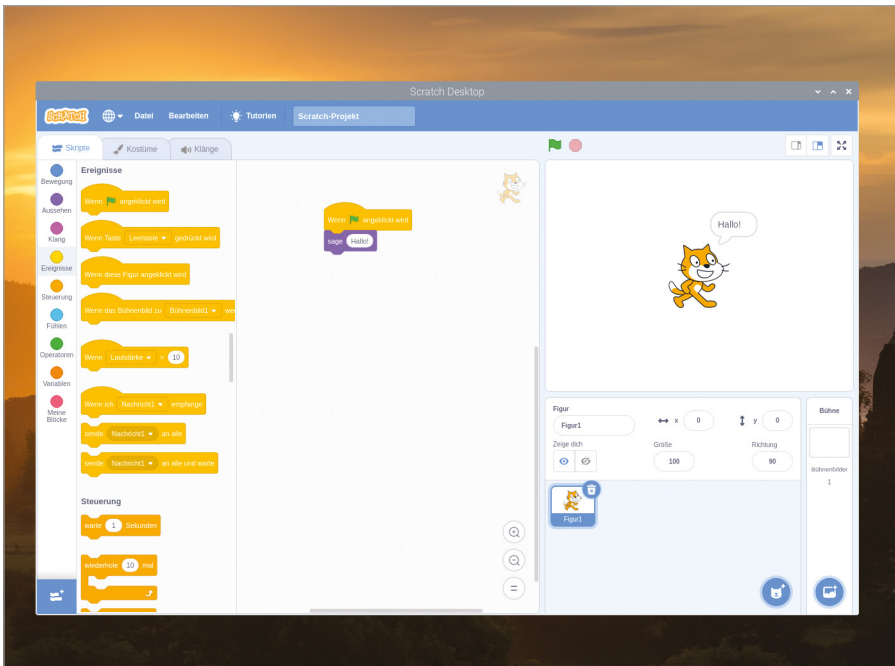 Scratch Desktop
SCRATCH
Datei
Bearbeiten
Tutorien
Scratch-Projekt
Skripte
Kostüme
Klänge
Bewegung
Aussehen
Klang
Ereignisse
Steuerung
Fühlen
Operatoren
Variablen
Meine
Blöcke
Ereignisse
Wenn angeklickt wird
Wenn Taste Leertaste gedrückt wird
Wenn diese Figur angeklickt wird
Wenn das Bühnenbild zu Bühnenbild1 wec
Wenn Lautstärke > 10
Wenn ich Nachricht1 empfange
sende Nachricht1 an alle
sende Nachricht1 an alle und warte
Steuerung
warte 1 Sekunden
wiederhole 10 mal
Wenn angeklickt wird
sage Hallo!
Hallo!
Figur
Figur1
x 0
y 0
Zeige dich
Größe
100
Richtung
90
Figur1
Bühne
Bühnenbilder
1